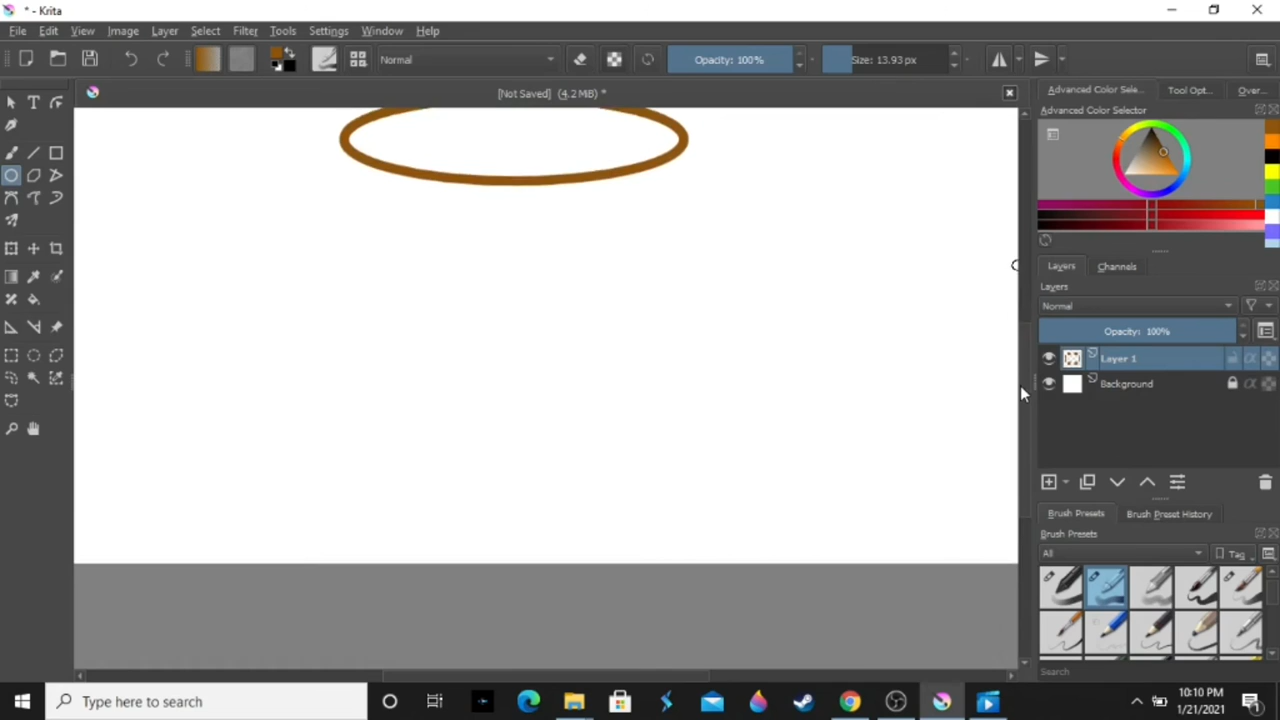 * - Krita
File Edit View Image Layer Select Filter Tools Settings Window Help
Normal Opacity: 100% Size: 13.93 px
[Not Saved] (4.2 MiB) *
Advanced Color Sele... Tool Opt... Over...
Advanced Color Selector
Layers Channels
Layers
Normal
Opacity: 100%
Layer 1
Background
Brush Presets Brush Preset History
Brush Presets
All Tag
Search
Type here to search
10:10 PM
1/21/2021
1